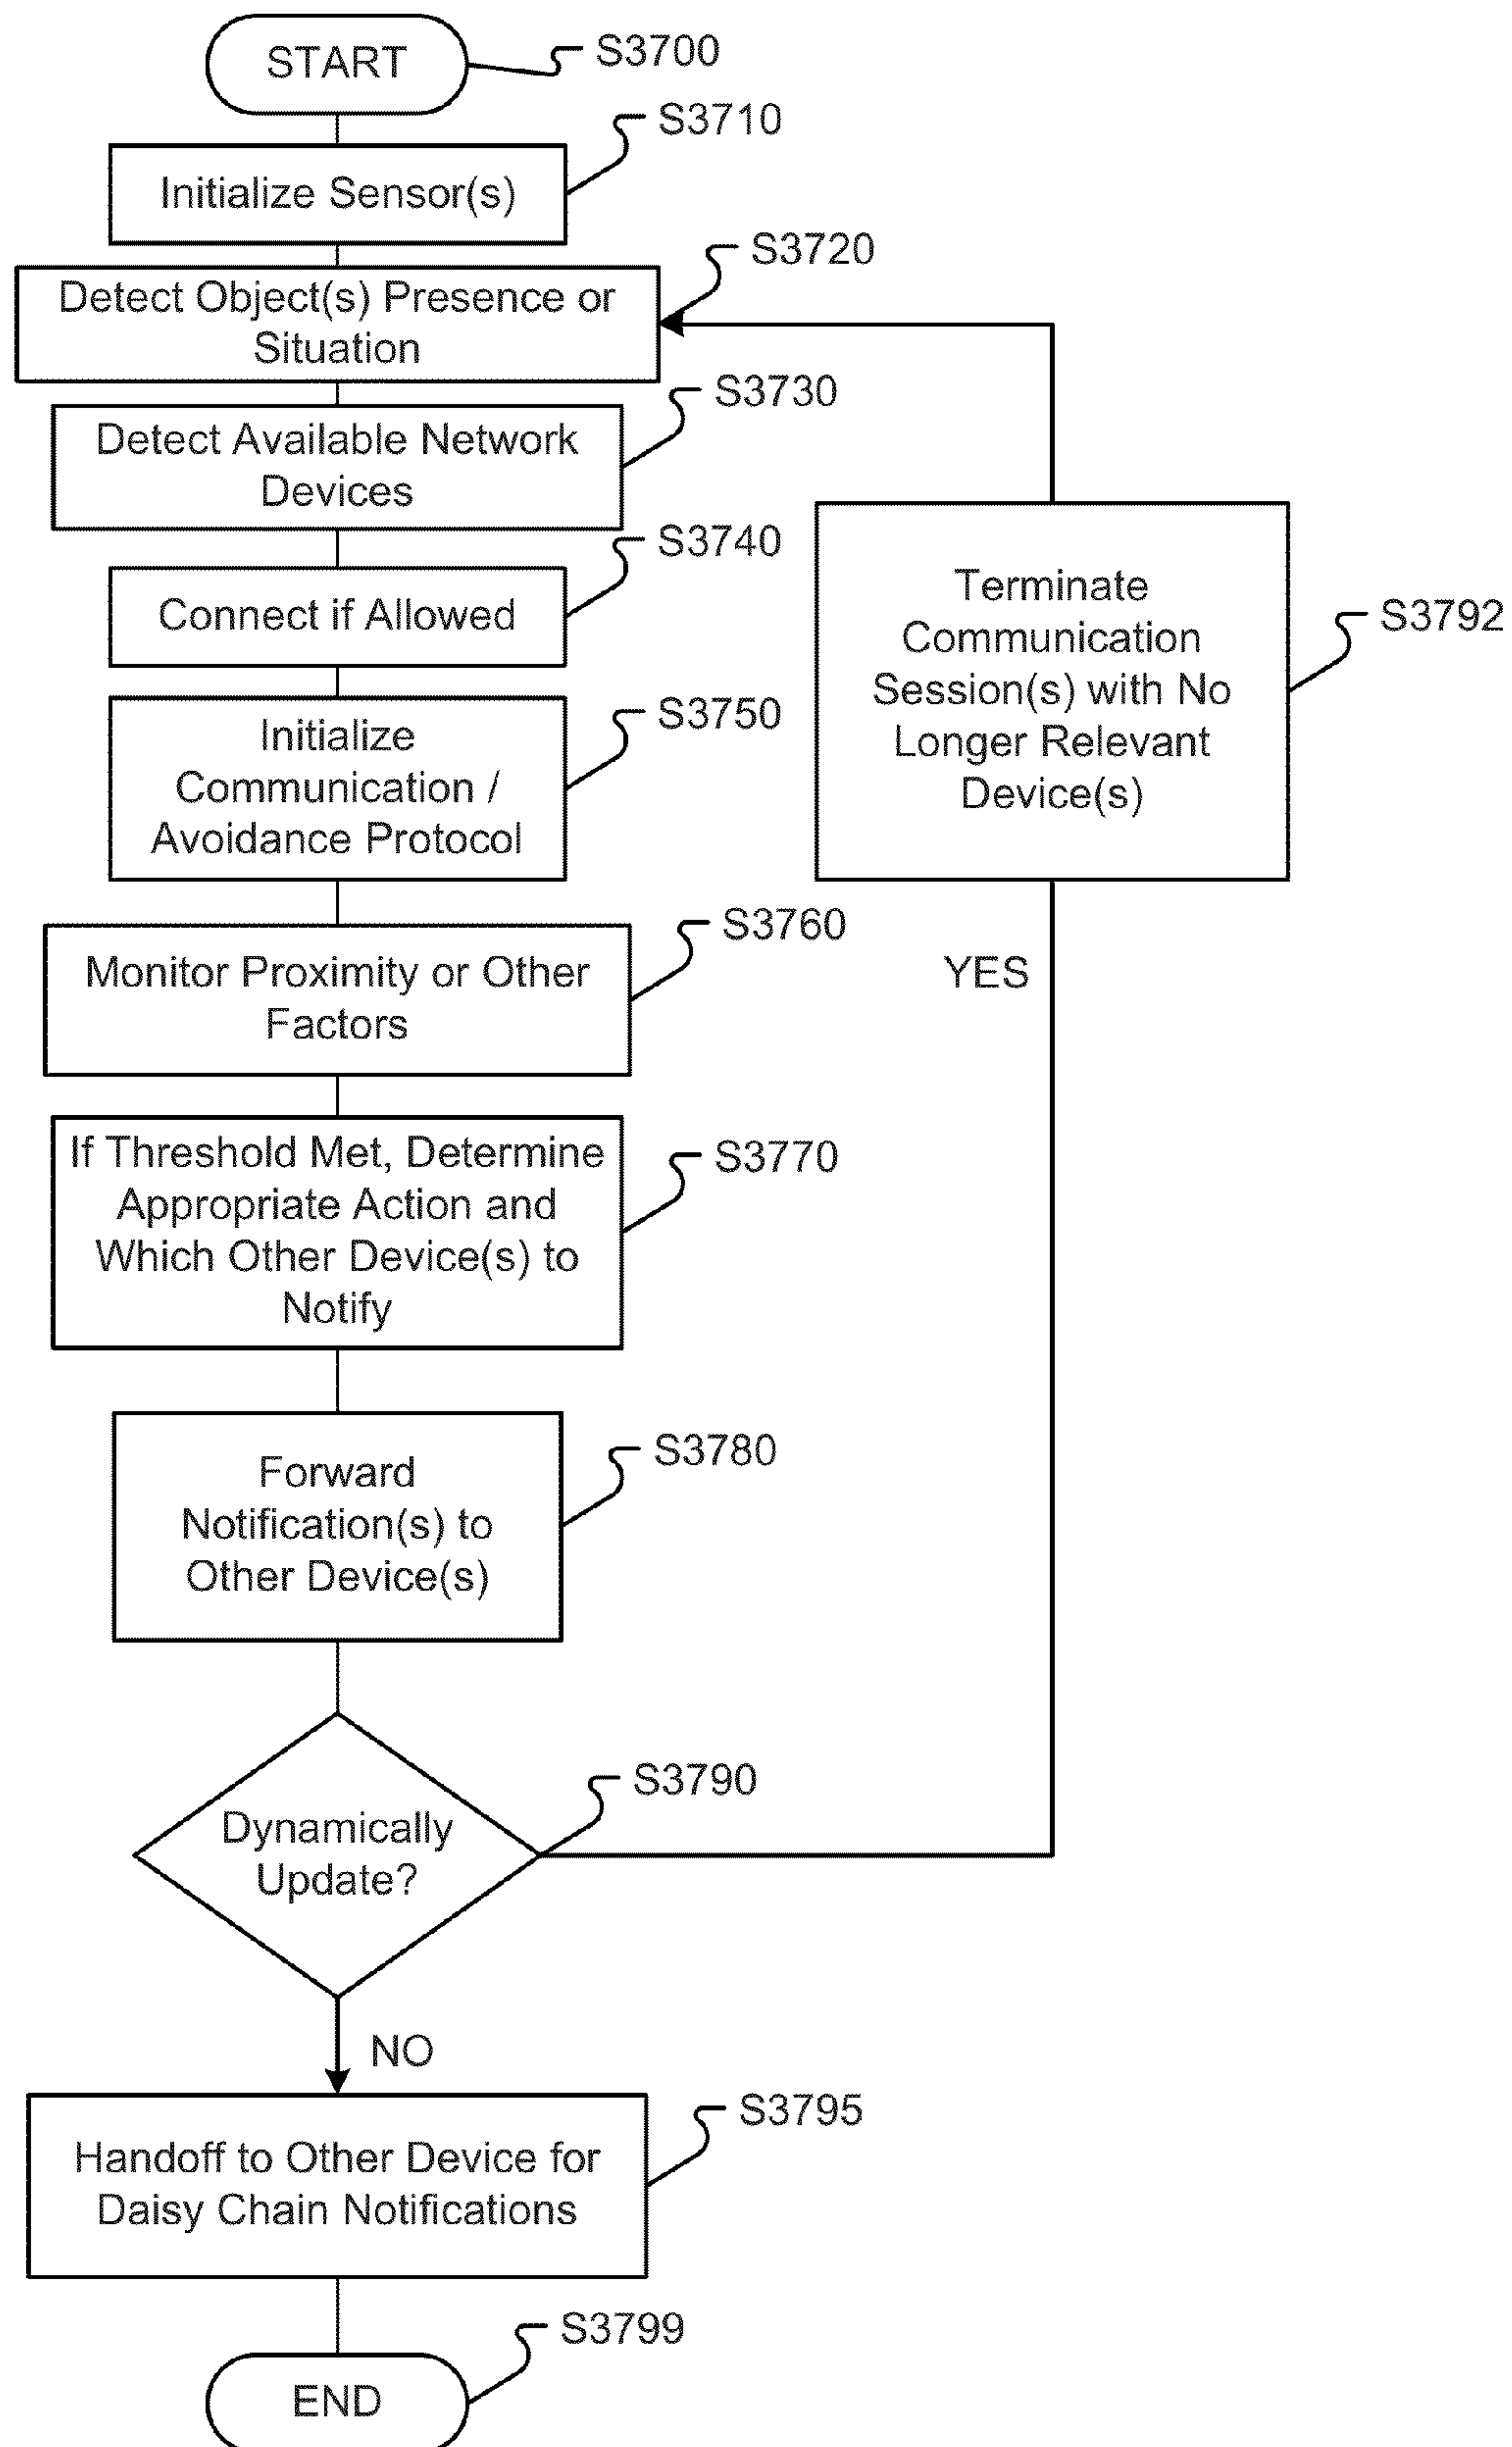 START
S3700
S3710
Initialize Sensor(s)
S3720
Detect Object(s) Presence or
Situation
S3730
Detect Available Network
Devices
S3740
Connect if Allowed
S3750
Initialize
Communication /
Avoidance Protocol
Terminate
Communication
Session(s) with No
Longer Relevant
Device(s)
S3792
S3760
Monitor Proximity or Other
Factors
YES
S3770
If Threshold Met, Determine
Appropriate Action and
Which Other Device(s) to
Notify
S3780
Forward
Notification(s) to
Other Device(s)
S3790
Dynamically
Update?
NO
S3795
Handoff to Other Device for
Daisy Chain Notifications
S3799
END